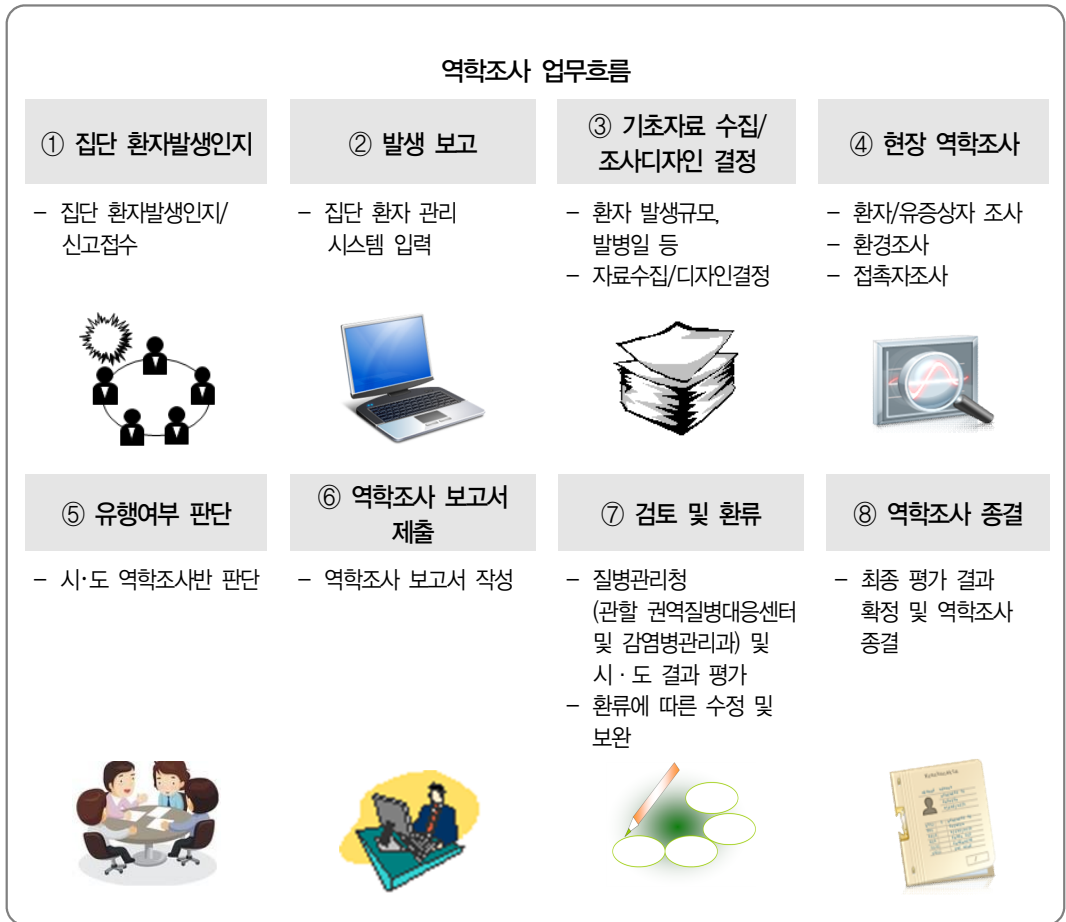 역학조사 업무흐름
① 집단 환자발생인지
– 집단 환자발생인지/
신고접수
② 발생 보고
– 집단 환자 관리
시스템 입력
③ 기초자료 수집/
조사디자인 결정
– 환자 발생규모,
발병일 등
– 자료수집/디자인결정
④ 현장 역학조사
– 환자/유증상자 조사
– 환경조사
– 접촉자조사
⑤ 유행여부 판단
– 시·도 역학조사반 판단
⑥ 역학조사 보고서
제출
– 역학조사 보고서 작성
⑦ 검토 및 환류
– 질병관리청
(관할 권역질병대응센터
및 감염병관리과) 및
시·도 결과 평가
– 환류에 따른 수정 및
보완
⑧ 역학조사 종결
– 최종 평가 결과
확정 및 역학조사
종결